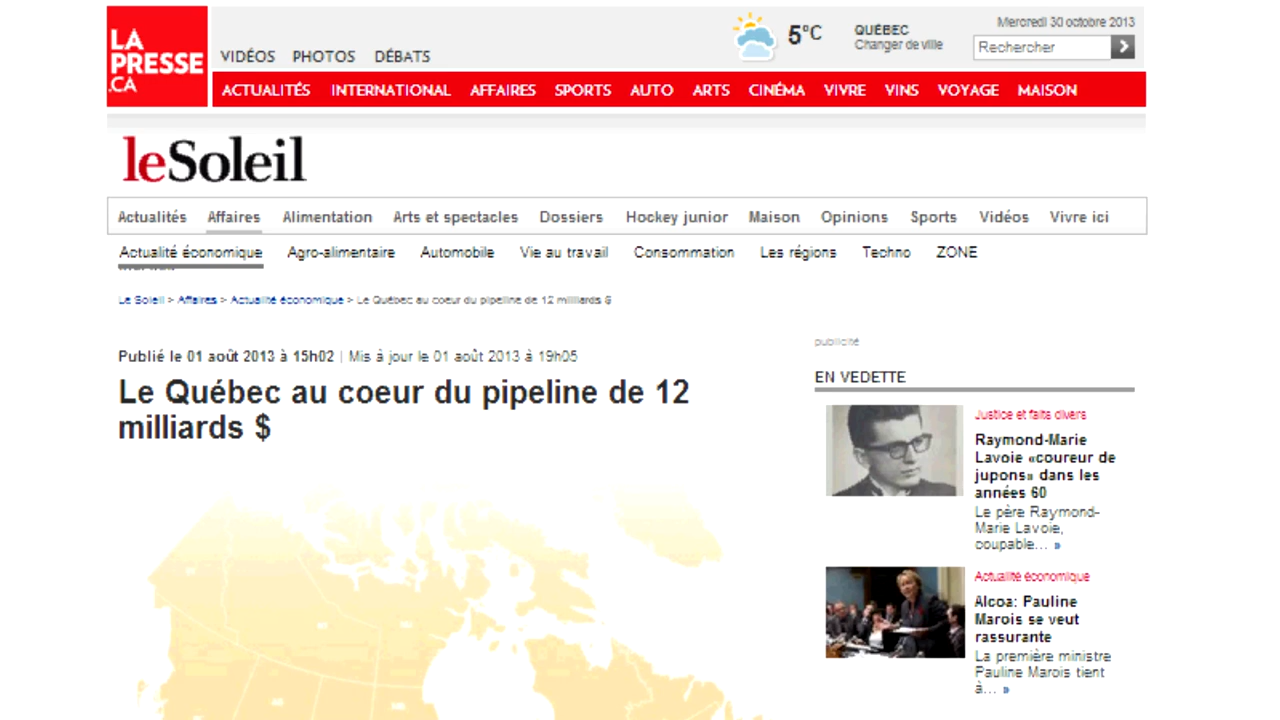 LA
PRESSE
.CA
VIDÉOS PHOTOS DÉBATS
5°C
QUÉBEC
Changer de ville
Mercredi 30 octobre 2013
Rechercher
ACTUALITÉS INTERNATIONAL AFFAIRES SPORTS AUTO ARTS CINÉMA VIVRE VINS VOYAGE MAISON
leSoleil
Actualités Affaires Alimentation Arts et spectacles Dossiers Hockey junior Maison Opinions Sports Vidéos Vivre ici
Actualité économique Agro-alimentaire Automobile Vie au travail Consommation Les régions Techno ZONE
Le Soleil > Affaires > Actualité économique > Le Québec au coeur du pipeline de 12 milliards $
Publié le 01 août 2013 à 15h02 | Mis à jour le 01 août 2013 à 19h05
Le Québec au coeur du pipeline de 12
milliards $
publicité
EN VEDETTE
Justice et faits divers
Raymond-Marie
Lavoie «coureur de
jupons» dans les
années 60
Le père Raymond-
Marie Lavoie,
coupable... »
Actualité économique
Alcoa: Pauline
Marois se veut
rassurante
La première ministre
Pauline Marois tient
à... »